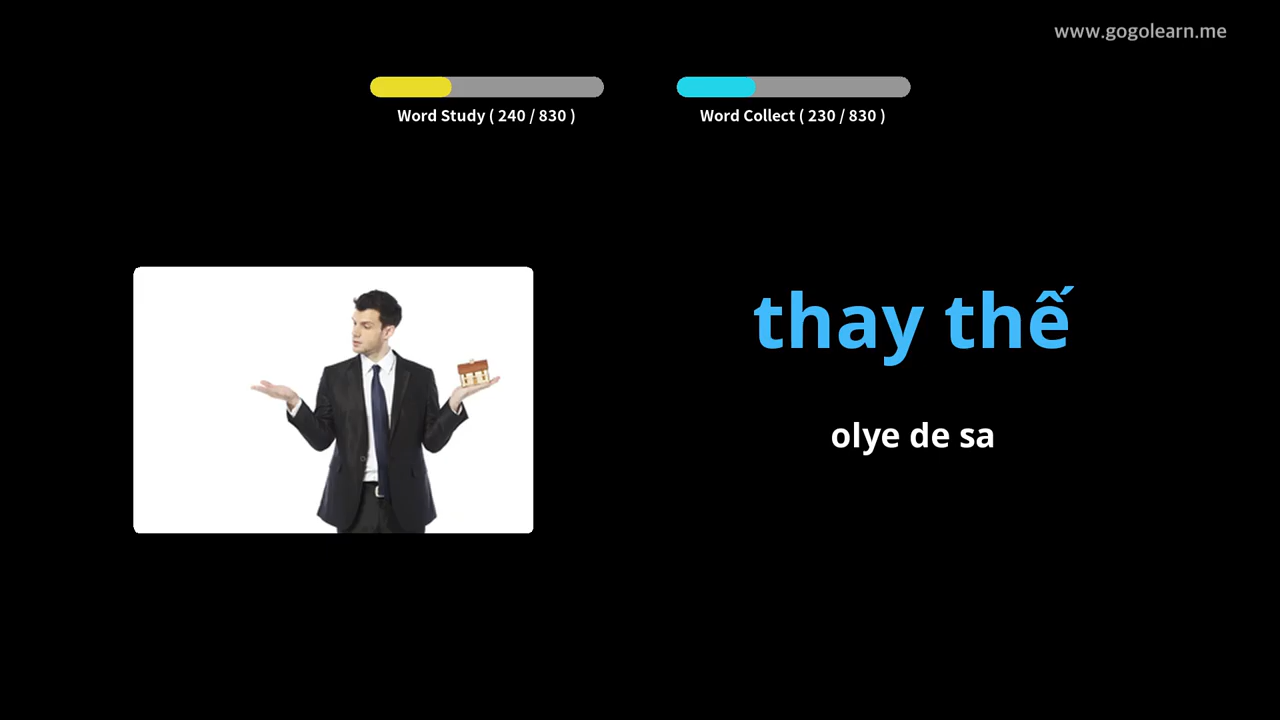 www.gogolearn.me
Word Study ( 240 / 830 )
Word Collect ( 230 / 830 )
thay thế
olye de sa